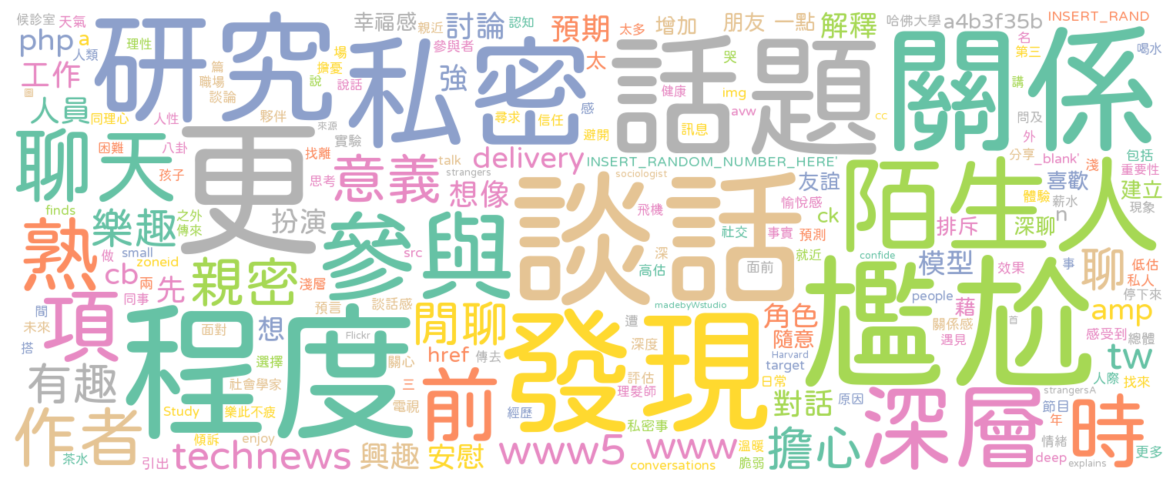 候診室 天氣 幸福感 親近 討論 認知 預期 太多 增加 朋友 一點 解釋 哈佛大學 a4b3f35b INSERT_RAND
php a 理性 研究 私密 參與者 強 太 哭 話題 關係 名 第三 喝水
人類 工作 篇 場 擔憂 職場 說 說話 談論 感 健康 img 講
人員 同理心 人性 夥伴 來源 尋求 信任 避開 avw 訊息 cc 問及 外
聊天 困難 八卦 更 實驗 找離 意義 talk delivery INSERT_RANDOM_NUMBER_HERE' 分享 _blank' 淺 包括 重要性
孩子 思考 strangers 想像 sociologist 友誼 陌生人 喜歡 建立
finds 樂趣 之外 傳來 扮演 參與 談話 飛機 愉悅感 ck 體驗 薪水 n 現象
熟 做 small zoneid src 深 社交 事實 預測 排斥 深聊
cb 兩 先 親密 淺層 高估 面前 就近 confide 模型 效果 事 聊 低估 私人
項 同事 預言 談話感 madebyWstudio people 藉 停下來
間 未來 搭 程度 面對 想 閒聊 發現 遭 角色 尷尬 關係感 遇見 amp 感受到 總體
選擇 Flickr 關心 href 傳去 深度 隨意 Harvard target tw
有趣 社會學家 三 前 評估 理髮師 日常 人際 找來
作者 Study 樂此不疲 電視 經歷 私密事 對話 原因 深層 strangersA 節目 年 時
茶水 煩訴 enjoy 興趣 安慰 www5 www 溫暖 擔心 情緒
引出 technews conversations 脆弱 deep explains 更多